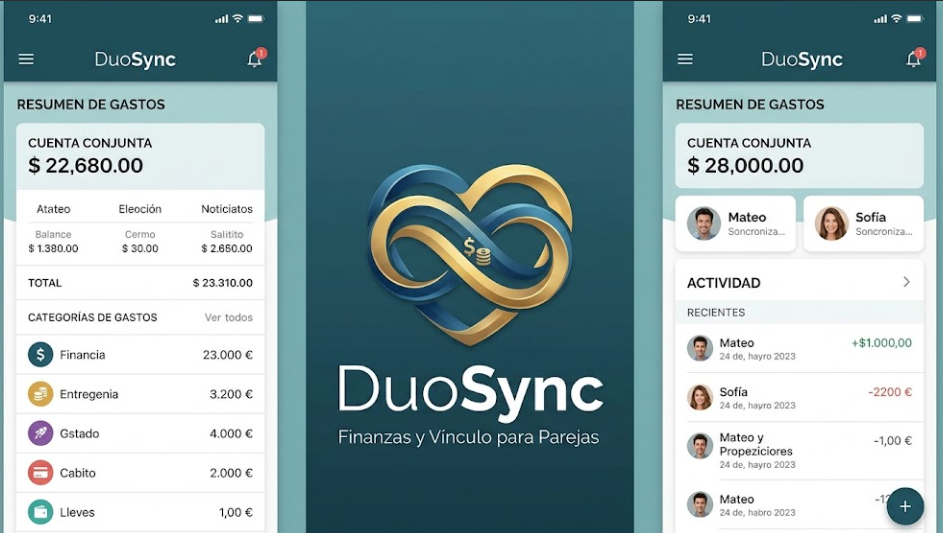 9:41
DuoSync
1
RESUMEN DE GASTOS
CUENTA CONJUNTA
$ 22,680.00
Atateo Elección Notíciatos
Balance Cermo Salitito
$ 1.380.00 $ 30.00 $ 2.650.00
TOTAL $ 23.310.00
CATEGORÍAS DE GASTOS Ver todos
$ Financia 23.000 €
Entregenia 3.200 €
Gstado 4.000 €
Cabito 2.000 €
Lleves 1,00 €
$
DuoSync
Finanzas y Vínculo para Parejas
9:41
DuoSync
1
RESUMEN DE GASTOS
CUENTA CONJUNTA
$ 28,000.00
Mateo
Soncroniza...
Sofía
Soncroniza...
ACTIVIDAD
RECIENTES
Mateo +$1.000,00
24 de, hayro 2023
Sofía -2200 €
24 de, hayro 2023
Mateo y -1,00 €
Propeziciores
24 de, hayro 2023
Mateo
24 de, habro 2023
+